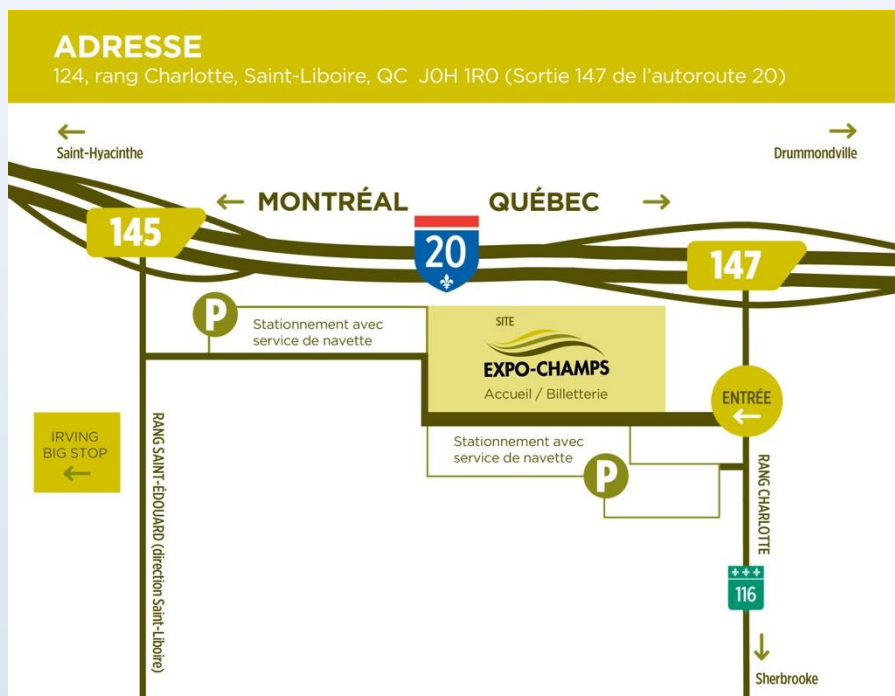 ADRESSE
124, rang Charlotte, Saint-Liboire, QC J0H 1R0 (Sortie 147 de l'autoroute 20)
←
Saint-Hyacinthe
→
Drummondville
← MONTRÉAL
QUÉBEC →
145
20
147
P
Stationnement avec
service de navette
SITE
EXPO-CHAMPS
Accueil / Billetterie
ENTRÉE
←
IRVING
BIG STOP
←
RANG SAINT-ÉDOUARD (direction Saint-Liboire)
Stationnement avec
service de navette
P
RANG CHARLOTTE
116
↓
Sherbrooke